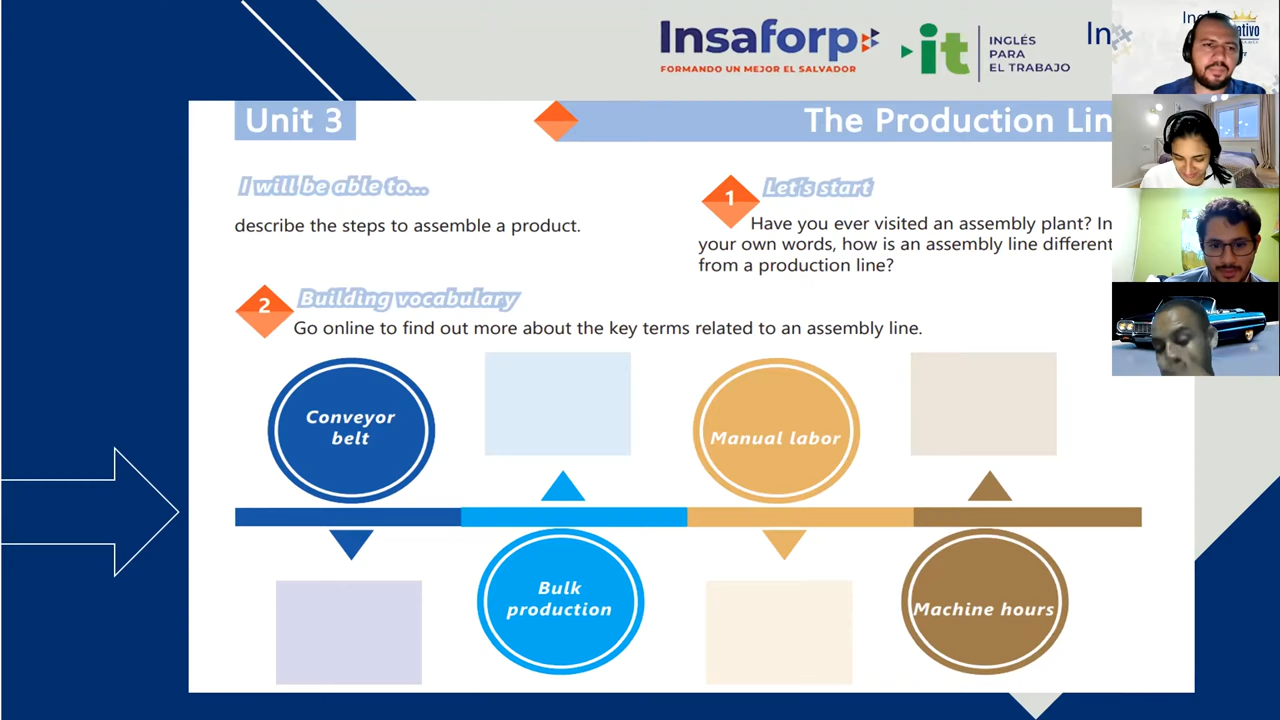 Insaforp
FORMANDO UN MEJOR EL SALVADOR
it
INGLÉS
PARA
EL TRABAJO
Unit 3
The Production Lin
I will be able to...
describe the steps to assemble a product.
1
Let's start
Have you ever visited an assembly plant? In
your own words, how is an assembly line different
from a production line?
2
Building vocabulary
Go online to find out more about the key terms related to an assembly line.
Conveyor
belt
Manual labor
Bulk
production
Machine hours